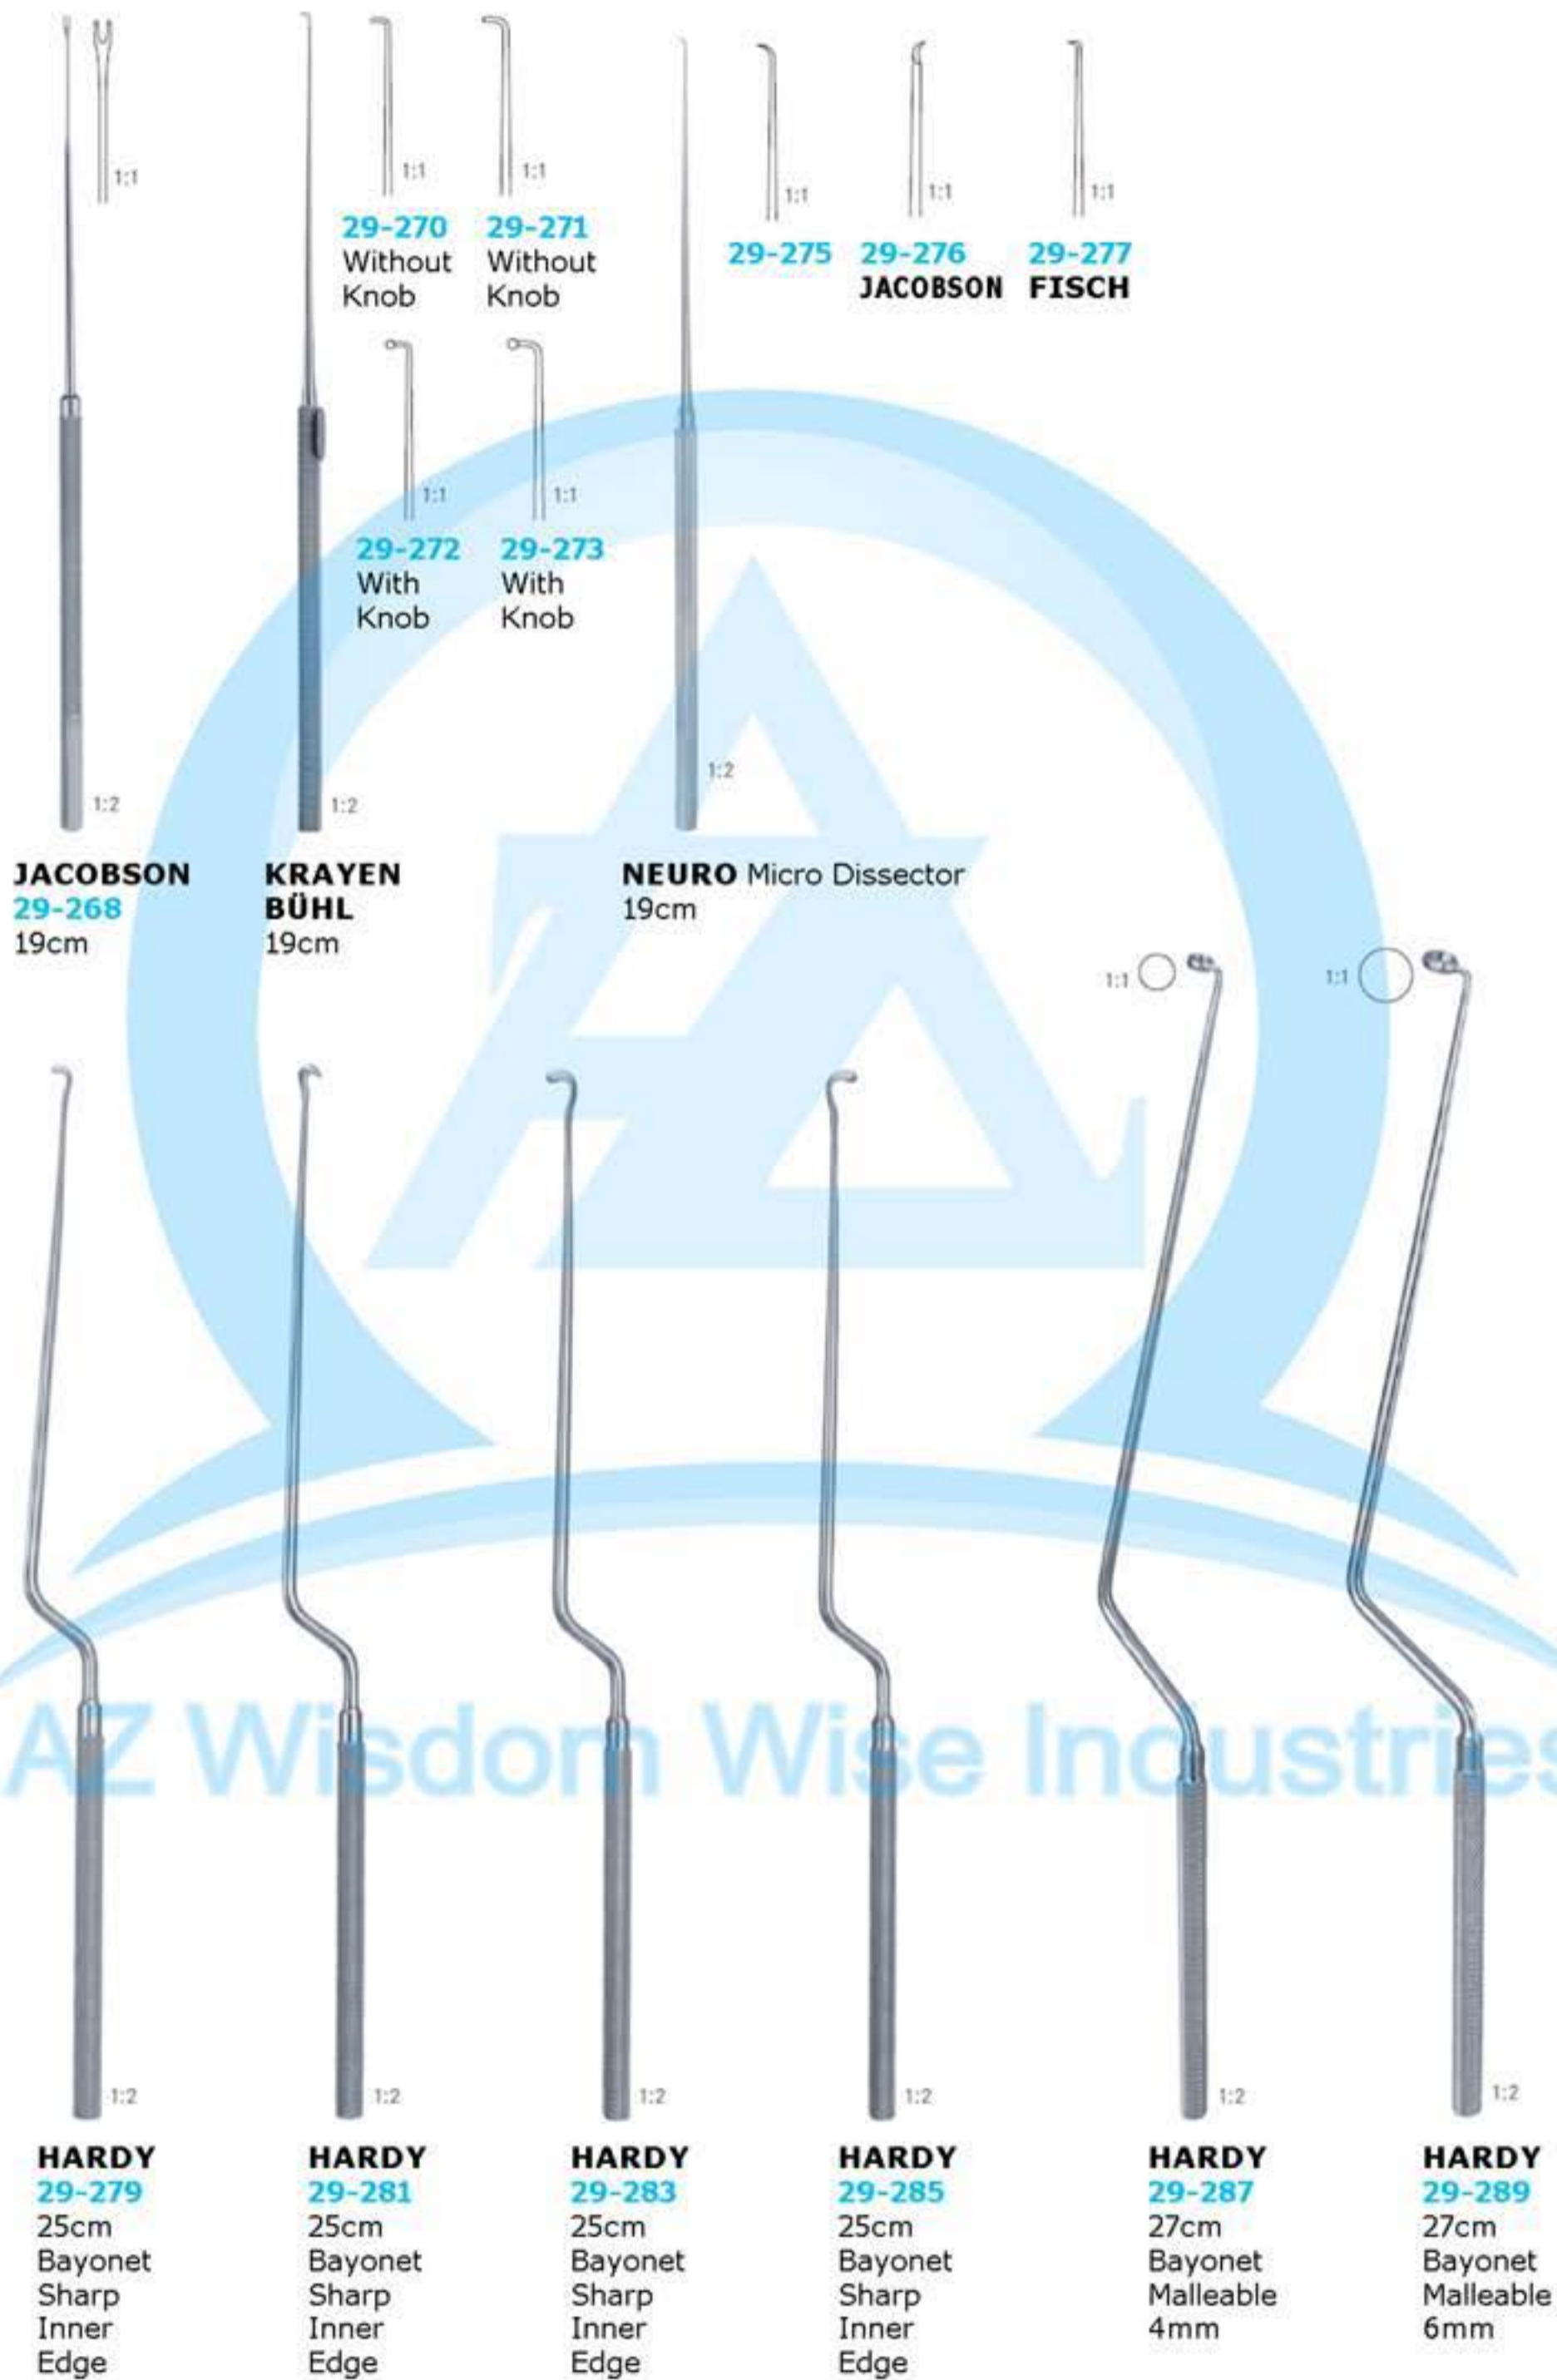 1:1
1:1
1:1
29-270
Without
Knob
29-271
Without
Knob
1:1
1:1
1:1
29-275
29-276
JACOBSON
29-277
FISCH
1:1
1:1
29-272
With
Knob
29-273
With
Knob
1:2
1:2
1:2
JACOBSON
29-268
19cm
KRAYEN
BÜHL
19cm
NEURO Micro Dissector
19cm
1:1
1:1
AZ Wisdom Wise Industries
1:2
1:2
1:2
1:2
1:2
1:2
HARDY
29-279
25cm
Bayonet
Sharp
Inner
Edge
HARDY
29-281
25cm
Bayonet
Sharp
Inner
Edge
HARDY
29-283
25cm
Bayonet
Sharp
Inner
Edge
HARDY
29-285
25cm
Bayonet
Sharp
Inner
Edge
HARDY
29-287
27cm
Bayonet
Malleable
4mm
HARDY
29-289
27cm
Bayonet
Malleable
6mm